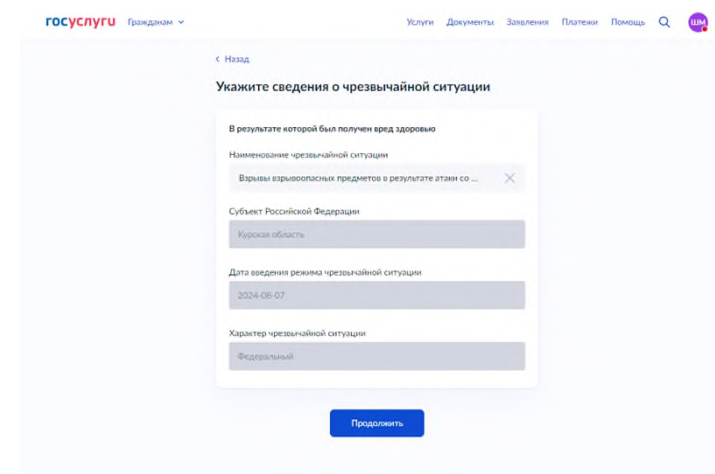 госуслуги Гражданам Услуги Документы Заявления Платежи Помощь ШМ
Назад
Укажите сведения о чрезвычайной ситуации
В результате которой был получен вред здоровью
Наименование чрезвычайной ситуации
Взрывы взрывоопасных предметов в результате атаки со ...
Субъект Российской Федерации
Курская область
Дата введения режима чрезвычайной ситуации
2024-08-07
Характер чрезвычайной ситуации
Федеральный
Продолжить